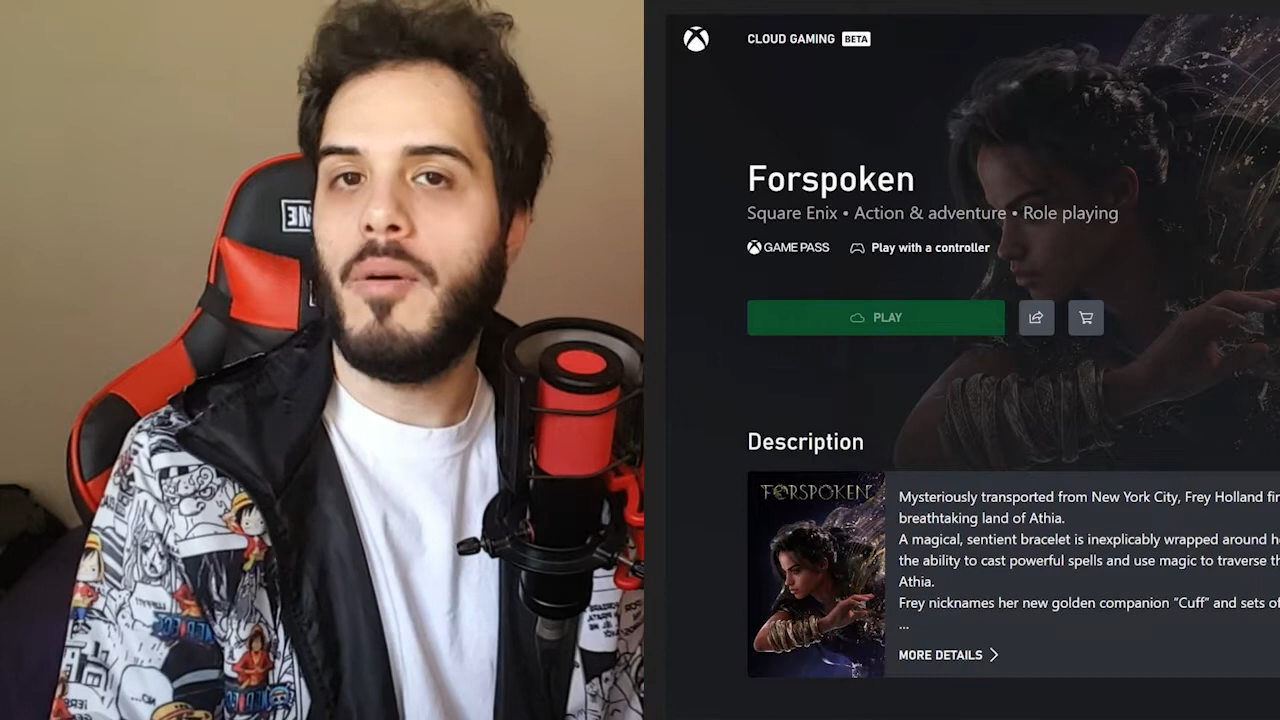 CLOUD GAMING BETA
Forspoken
Square Enix • Action & adventure • Role playing
GAME PASS Play with a controller
PLAY
Description
FORSPOKEN
Mysteriously transported from New York City, Frey Holland
breathtaking land of Athia.
A magical, sentient bracelet is inexplicably wrapped around
the ability to cast powerful spells and use magic to traverse
Athia.
Frey nicknames her new golden companion “Cuff” and sets
...
MORE DETAILS